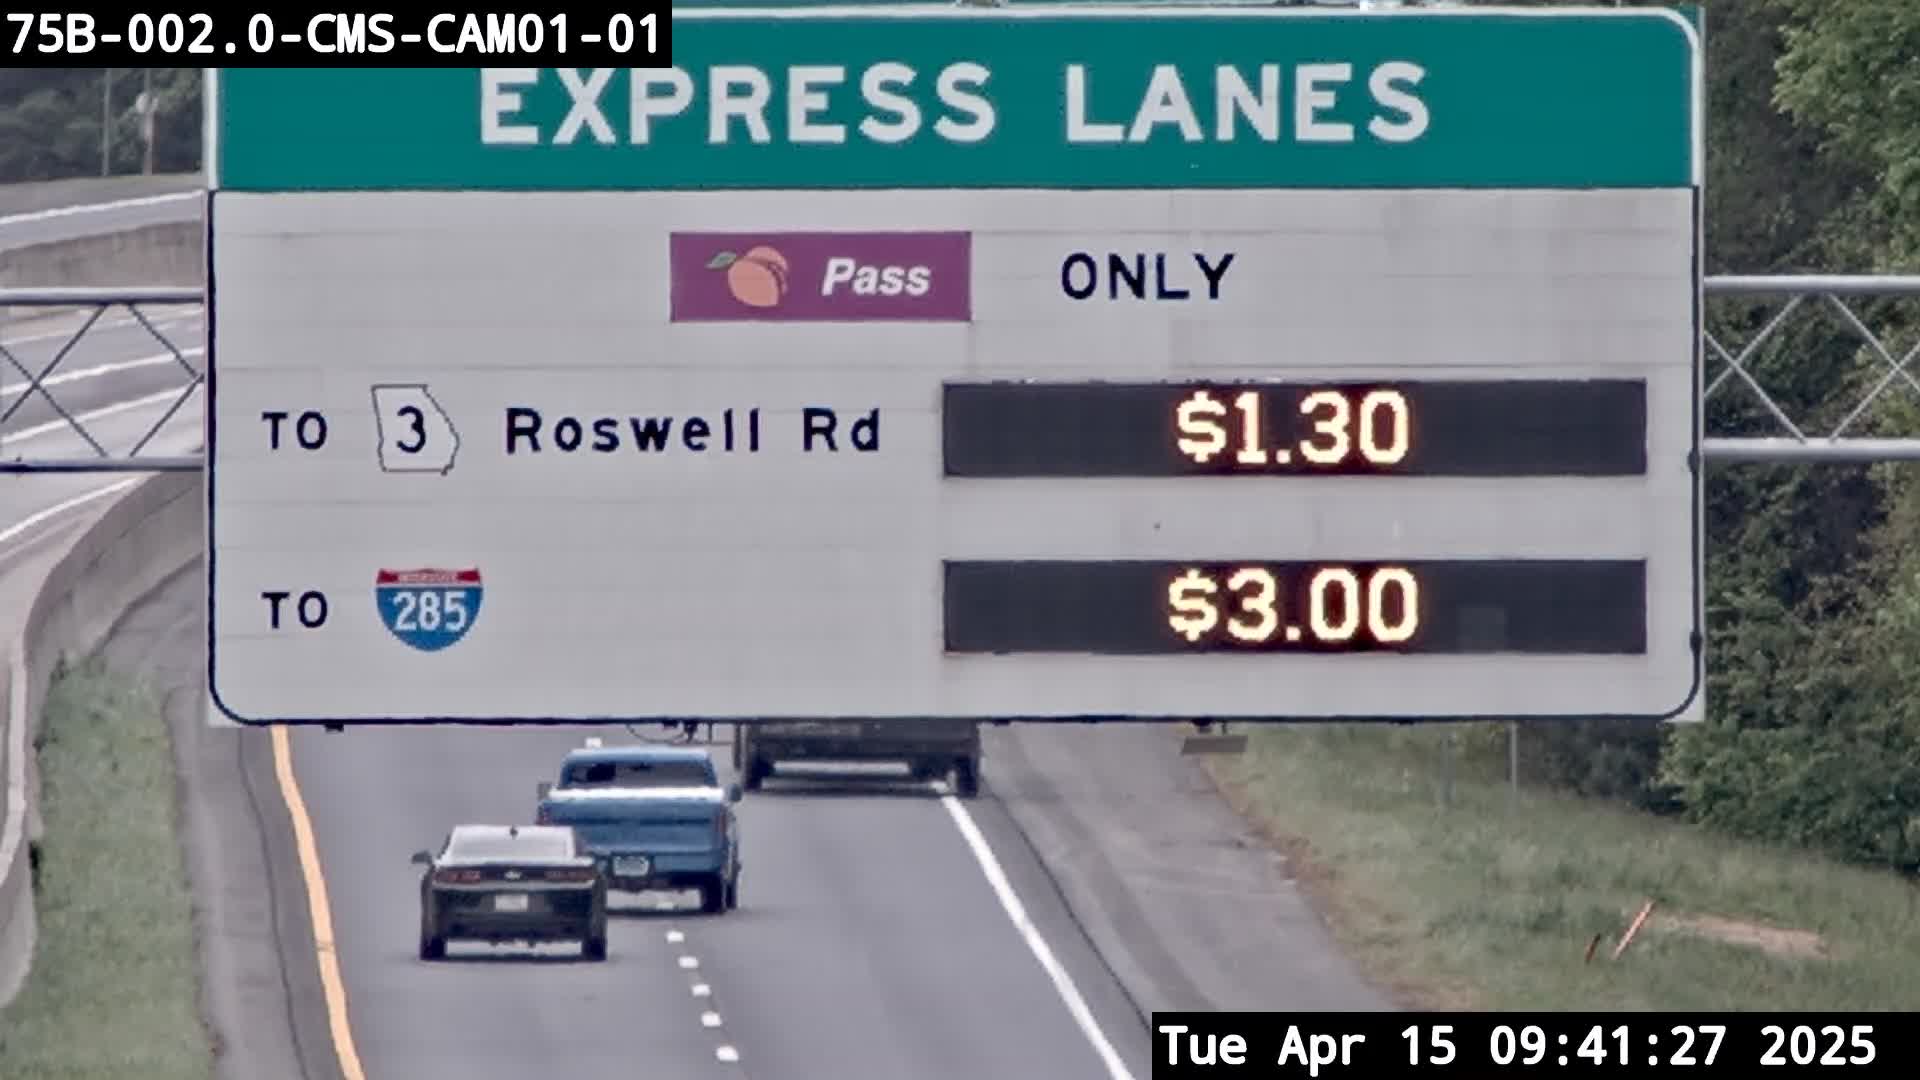 75B-002.0-CMS-CAM01-01
EXPRESS LANES
Pass ONLY
TO 3 Roswell Rd $1.30
TO 285 $3.00
Tue Apr 15 09:41:27 2025